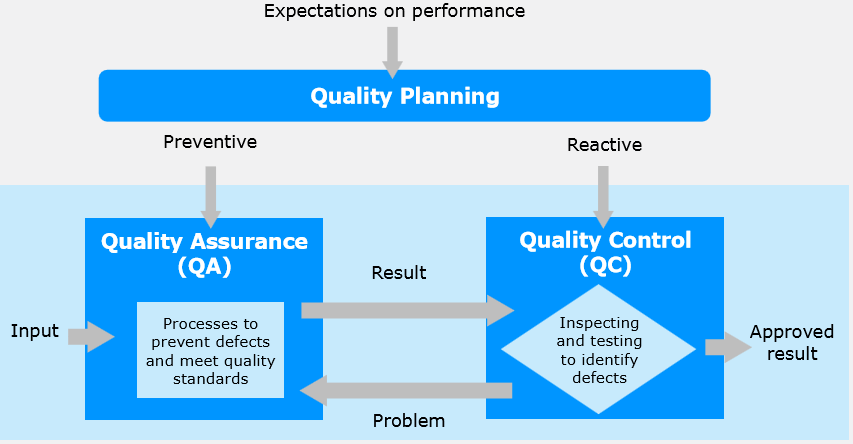 Expectations on performance
Quality Planning
Preventive
Reactive
Quality Assurance
(QA)
Quality Control
(QC)
Result
Input
Processes to
prevent defects
and meet quality
standards
Inspecting
and testing
to identify
defects
Approved
result
Problem